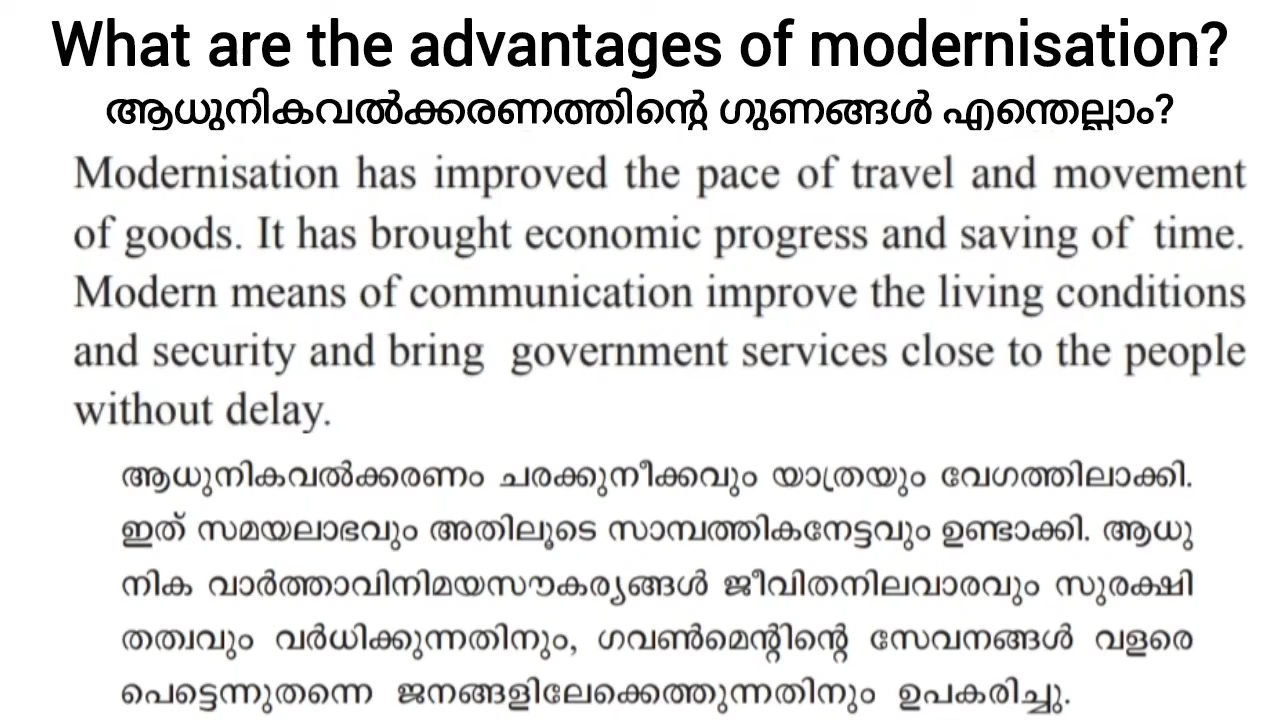 What are the advantages of modernisation?
ആധുനികവൽക്കരണത്തിന്റെ ഗുണങ്ങൾ എന്തെല്ലാം?
Modernisation has improved the pace of travel and movement
of goods. It has brought economic progress and saving of time.
Modern means of communication improve the living conditions
and security and bring government services close to the people
without delay.
ആധുനികവൽക്കരണം ചരക്കുനീക്കവും യാത്രയും വേഗത്തിലാക്കി.
ഇത് സമയലാഭവും അതിലൂടെ സാമ്പത്തികനേട്ടവും ഉണ്ടാക്കി. ആധു
നിക വാർത്താവിനിമയസൗകര്യങ്ങൾ ജീവിതനിലവാരവും സുരക്ഷി
തത്വവും വർധിക്കുന്നതിനും, ഗവൺമെന്റിന്റെ സേവനങ്ങൾ വളരെ
പെട്ടെന്നുതന്നെ ജനങ്ങളിലേക്കെത്തുന്നതിനും ഉപകരിച്ചു.